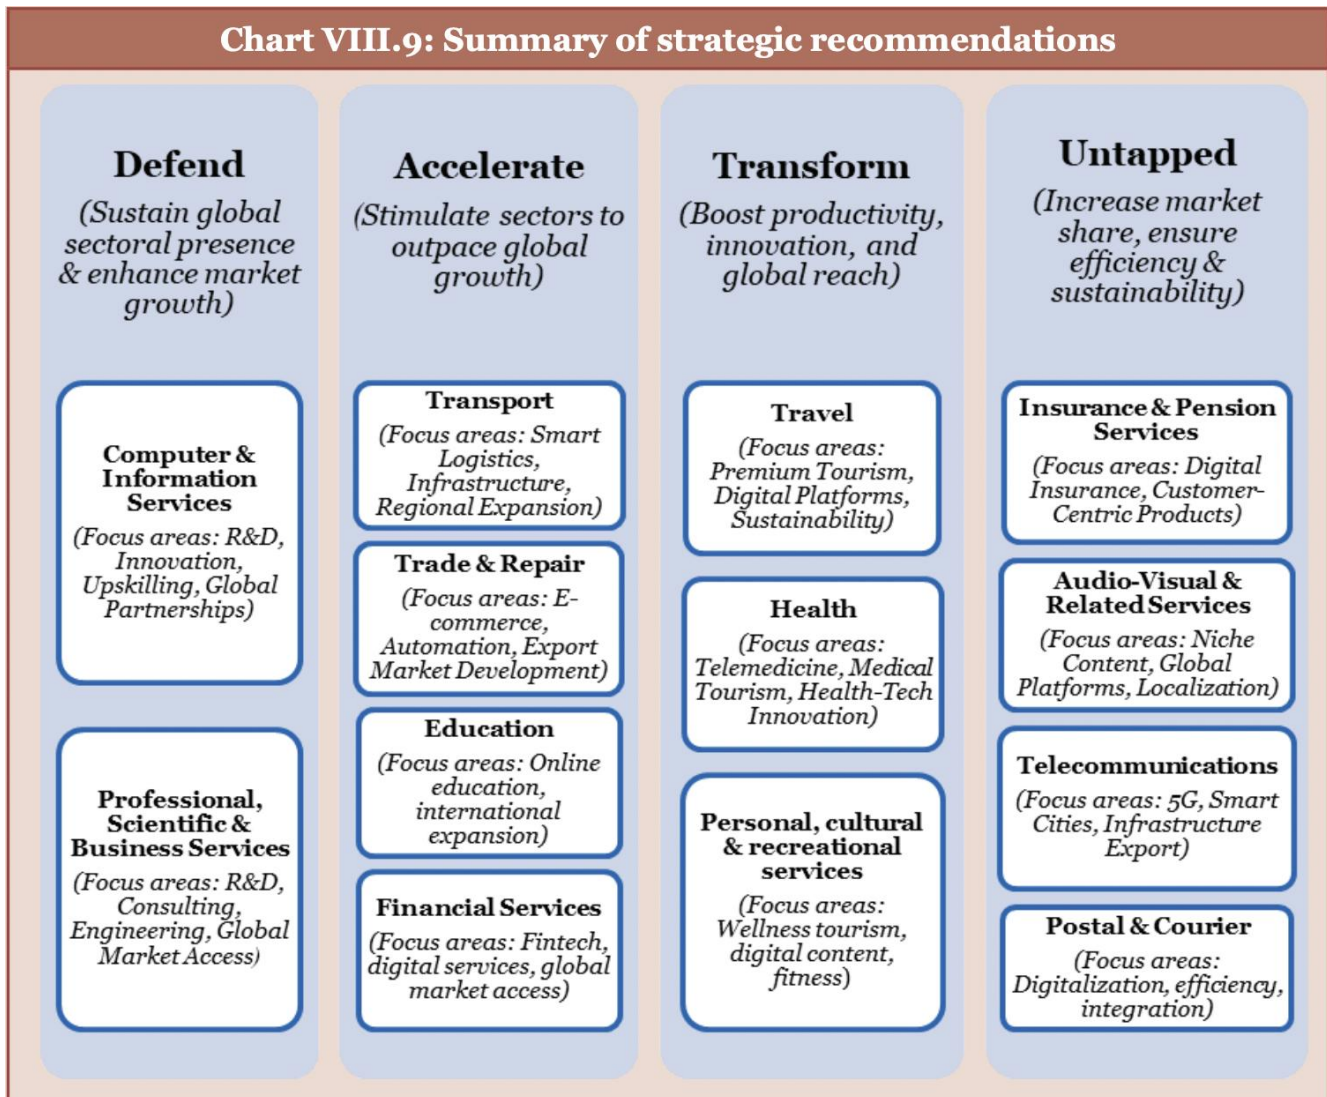 Chart VIII.9: Summary of strategic recommendations
Defend
(Sustain global
sectoral presence
& enhance market
growth)
Computer &
Information
Services
(Focus areas: R&D,
Innovation,
Upskilling, Global
Partnerships)
Professional,
Scientific &
Business Services
(Focus areas: R&D,
Consulting,
Engineering, Global
Market Access)
Accelerate
(Stimulate sectors to
outpace global
growth)
Transport
(Focus areas: Smart
Logistics,
Infrastructure,
Regional Expansion)
Trade & Repair
(Focus areas: E-
commerce,
Automation, Export
Market Development)
Education
(Focus areas: Online
education,
international
expansion)
Financial Services
(Focus areas: Fintech,
digital services, global
market access)
Transform
(Boost productivity,
innovation, and
global reach)
Travel
(Focus areas:
Premium Tourism,
Digital Platforms,
Sustainability)
Health
(Focus areas:
Telemedicine, Medical
Tourism, Health-Tech
Innovation)
Personal, cultural
& recreational
services
(Focus areas:
Wellness tourism,
digital content,
fitness)
Untapped
(Increase market
share, ensure
efficiency &
sustainability)
Insurance & Pension
Services
(Focus areas: Digital
Insurance, Customer-
Centric Products)
Audio-Visual &
Related Services
(Focus areas: Niche
Content, Global
Platforms, Localization)
Telecommunications
(Focus areas: 5G, Smart
Cities, Infrastructure
Export)
Postal & Courier
(Focus areas:
Digitalization, efficiency,
integration)